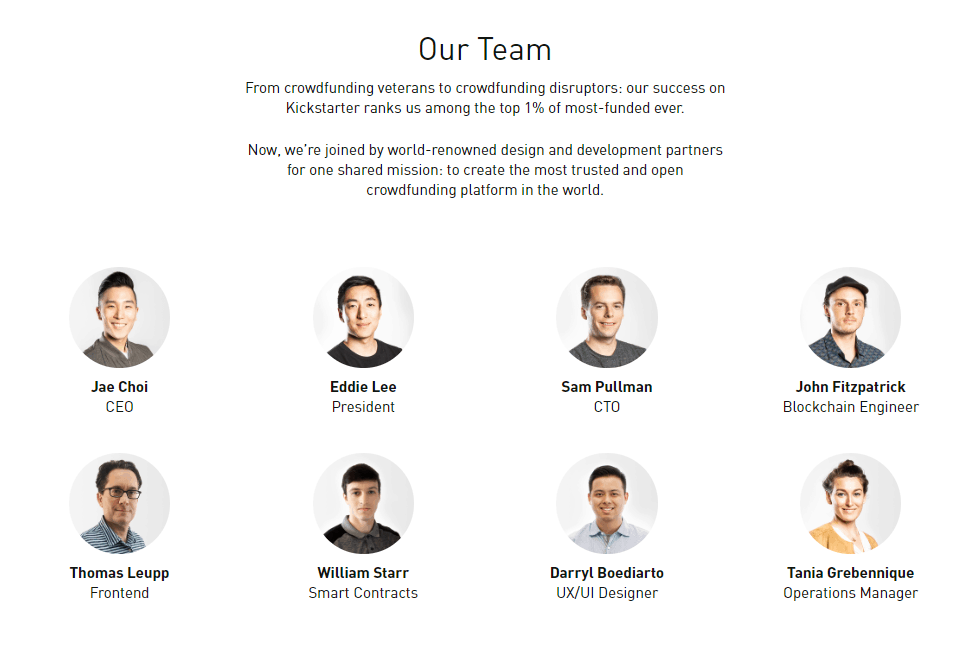 Our Team
From crowdfunding veterans to crowdfunding disruptors: our success on
Kickstarter ranks us among the top 1% of most-funded ever.
Now, we're joined by world-renowned design and development partners
for one shared mission: to create the most trusted and open
crowdfunding platform in the world.
Jae Choi
CEO
Eddie Lee
President
Sam Pullman
CTO
John Fitzpatrick
Blockchain Engineer
Thomas Leupp
Frontend
William Starr
Smart Contracts
Darryl Boediarto
UX/UI Designer
Tania Grebennique
Operations Manager